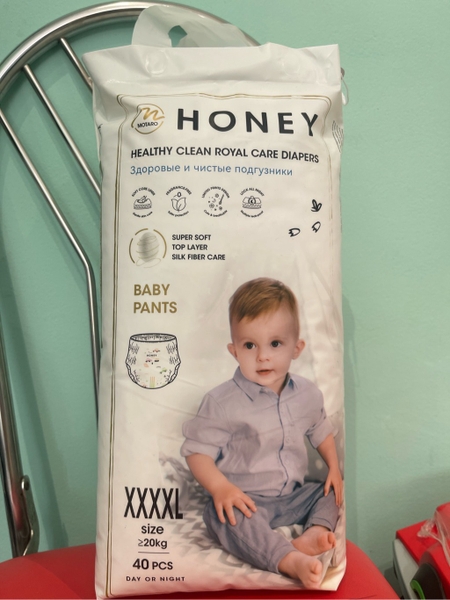 MOTARO
HONEY
HEALTHY CLEAN ROYAL CARE DIAPERS
Здоровые и чистые подгузники
SUPER SOFT
TOP LAYER
SILK FIBER CARE
BABY
PANTS
XXXXL
size
≥20kg
40 PCS
DAY OR NIGHT